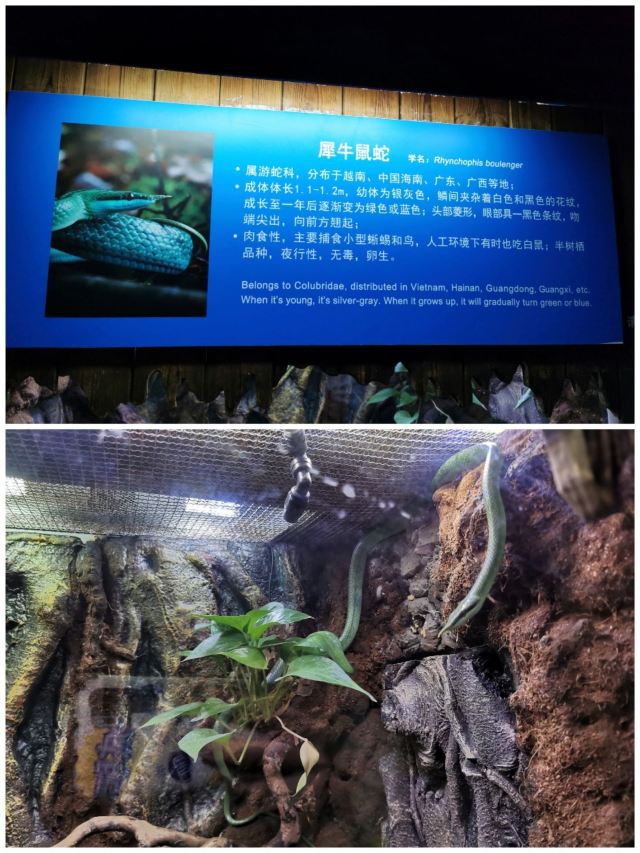 犀牛鼠蛇 学名：Rhynchophis boulenger
• 属游蛇科，分布于越南、中国海南、广东、广西等地；
• 成体体长1.1-1.2m，幼体为银灰色，鳞间夹杂着白色和黑色的花纹，
成长至一年后逐渐变为绿色或蓝色；头部菱形，眼部具一黑色条纹，吻
端尖出，向前方翘起；
• 肉食性，主要捕食小型蜥蜴和鸟，人工环境下有时也吃白鼠；半树栖
品种，夜行性，无毒，卵生。
Belongs to Colubridae, distributed in Vietnam, Hainan, Guangdong, Guangxi, etc.
When it's young, it's silver-gray. When it grows up, it will gradually turn green or blue.